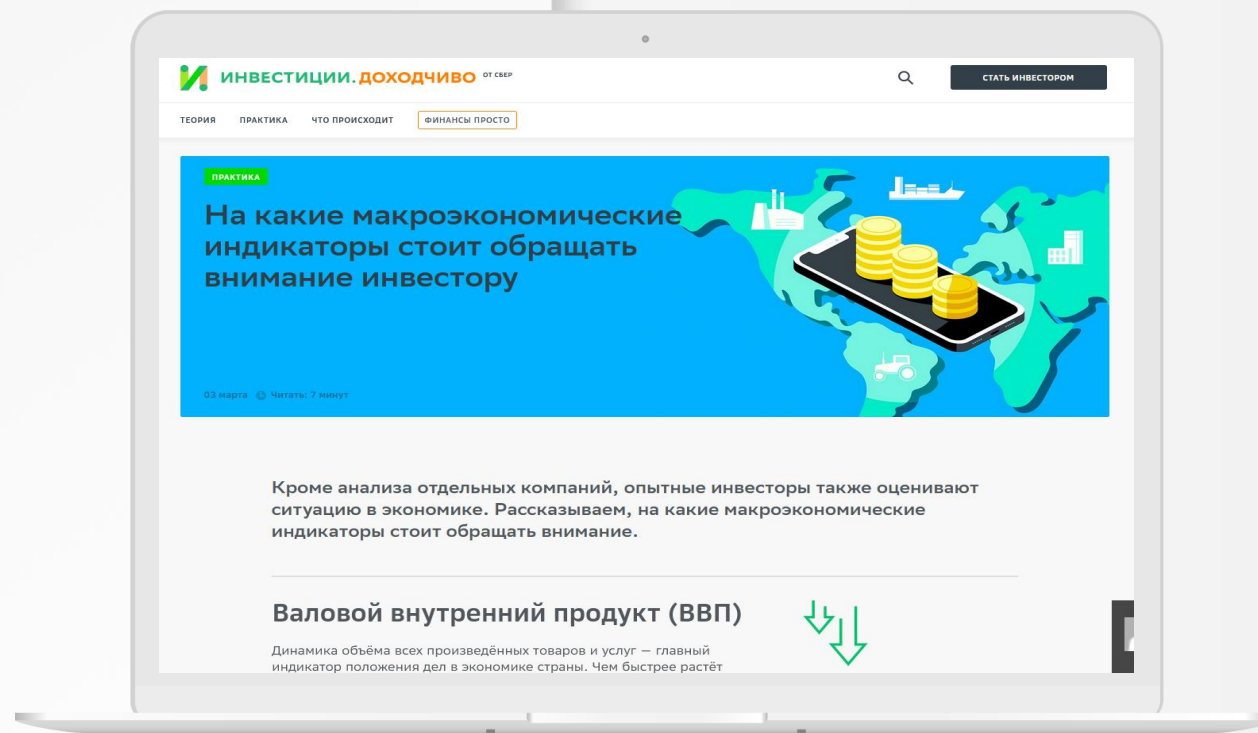 ИНВЕСТИЦИИ.ДОХОДЧИВО ОТ СБЕР
СТАТЬ ИНВЕСТОРОМ
ТЕОРИЯ ПРАКТИКА ЧТО ПРОИСХОДИТ ФИНАНСЫ ПРОСТО
ПРАКТИКА
На какие макроэкономические
индикаторы стоит обращать
внимание инвестору
03 марта Читать: 7 минут
Кроме анализа отдельных компаний, опытные инвесторы также оценивают
ситуацию в экономике. Рассказываем, на какие макроэкономические
индикаторы стоит обращать внимание.
Валовой внутренний продукт (ВВП)
Динамика объёма всех произведённых товаров и услуг — главный
индикатор положения дел в экономике страны. Чем быстрее растёт